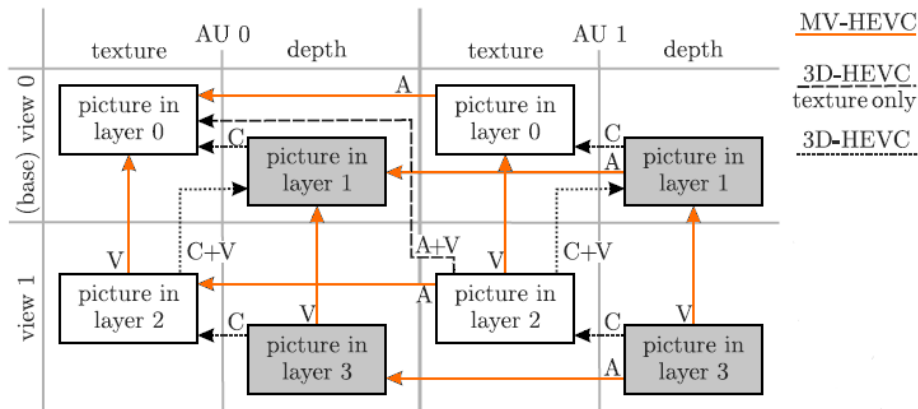 AU 0
AU 1
MV-HEVC
texture
depth
texture
depth
3D-HEVC
texture only
3D-HEVC
(base) view 0
picture in
layer 0
A
picture in
layer 0
C
picture in
layer 1
C
A
picture in
layer 1
V
C+V
A+V
V
C+V
view 1
picture in
layer 2
A
picture in
layer 2
C
V
picture in
layer 3
C
V
picture in
layer 3
A